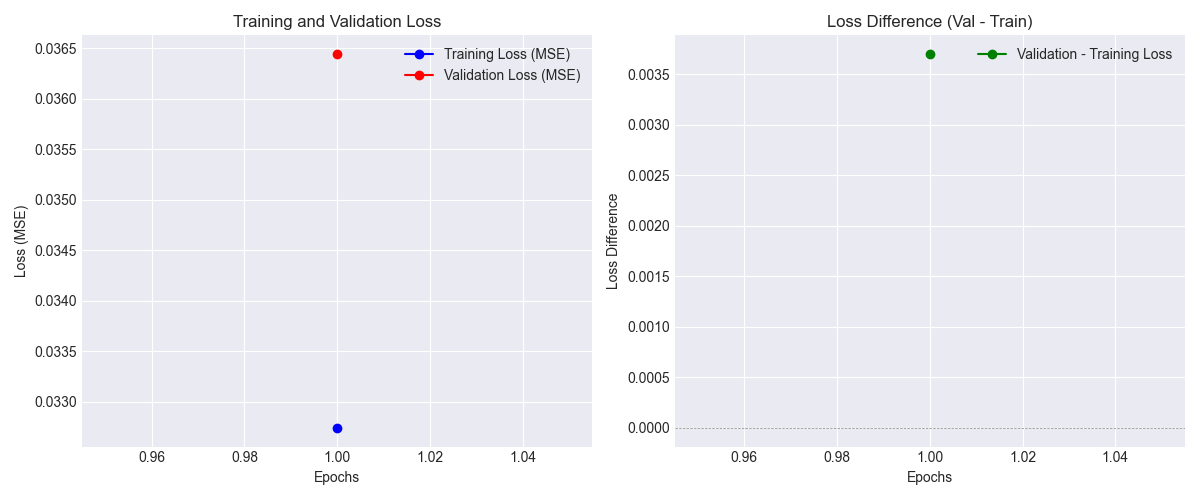 Training and Validation Loss
Training Loss (MSE)
Validation Loss (MSE)
Loss (MSE)
0.0365
0.0360
0.0355
0.0350
0.0345
0.0340
0.0335
0.0330
0.96 0.98 1.00 1.02 1.04
Epochs
Loss Difference (Val - Train)
Validation - Training Loss
Loss Difference
0.0035
0.0030
0.0025
0.0020
0.0015
0.0010
0.0005
0.0000
0.96 0.98 1.00 1.02 1.04
Epochs